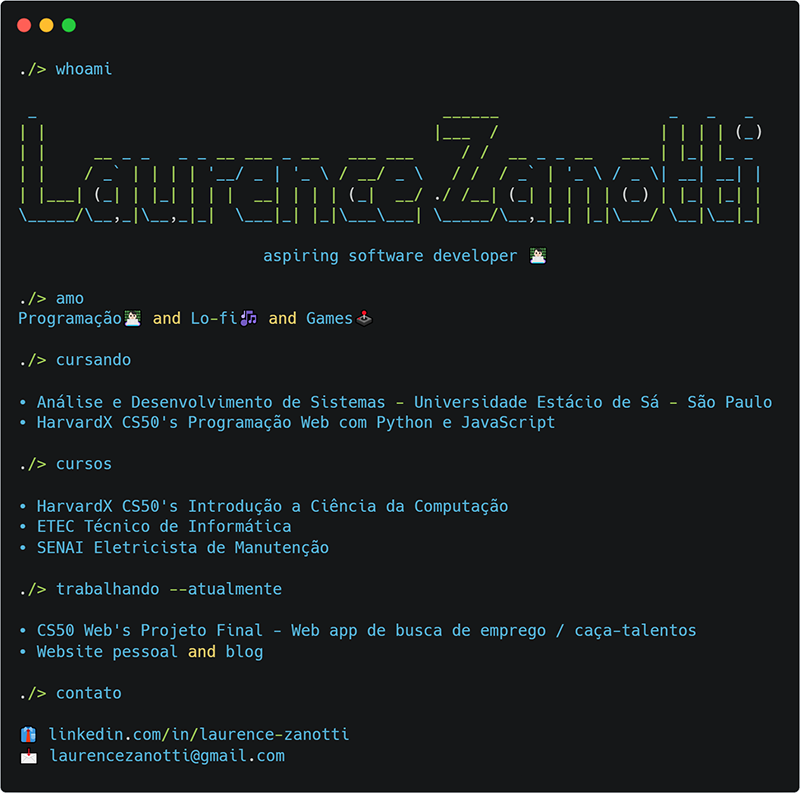 ./> whoami
Laurence Zanotti
aspiring software developer
./> amo
Programação and Lo-fi and Games
./> cursando
• Análise e Desenvolvimento de Sistemas - Universidade Estácio de Sá - São Paulo
• HarvardX CS50's Programação Web com Python e JavaScript
./> cursos
• HarvardX CS50's Introdução a Ciência da Computação
• ETEC Técnico de Informática
• SENAI Eletricista de Manutenção
./> trabalhando --atualmente
• CS50 Web's Projeto Final - Web app de busca de emprego / caça-talentos
• Website pessoal and blog
./> contato
linkedin.com/in/laurence-zanotti
laurencezanotti@gmail.com